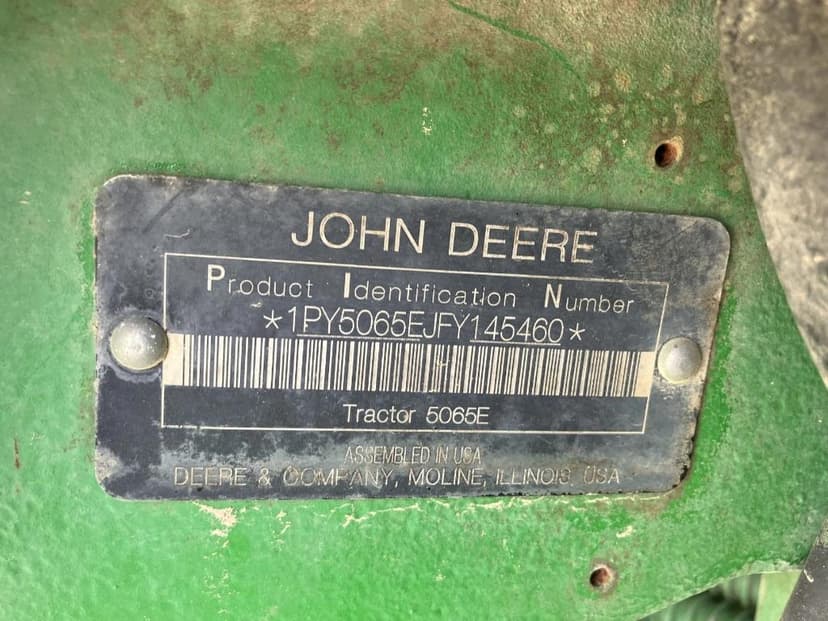 JOHN DEERE
Product Identification Number
*1PY5065EJFY145460*
Tractor 5065E
ASSEMBLED IN USA
DEERE & COMPANY, MOLINE, ILLINOIS, USA